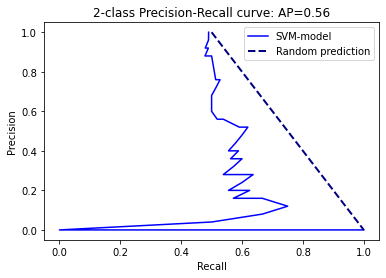 2-class Precision-Recall curve: AP=0.56
SVM-model
Random prediction
Precision
1.0
0.8
0.6
0.4
0.2
0.0
0.0 0.2 0.4 0.6 0.8 1.0
Recall